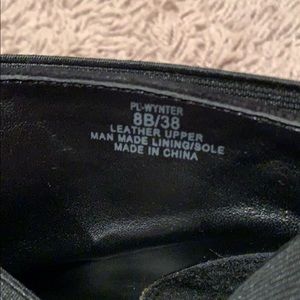 PL-WYNTER
8B/38
LEATHER UPPER
MAN MADE LINING/SOLE
MADE IN CHINA